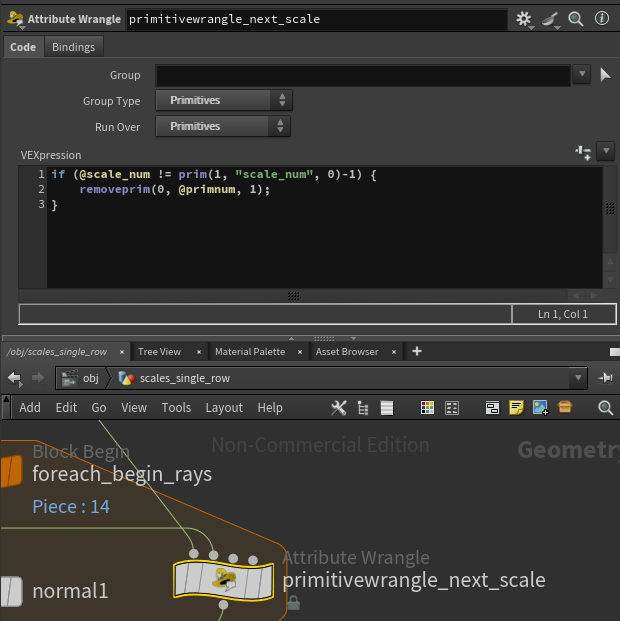 Attribute Wrangle primitivewrangle_next_scale
Code Bindings
Group
Group Type Primitives
Run Over Primitives
VEXpression
1 if (@scale_num != prim(1, "scale_num", 0)-1) {
2     removeprim(0, @primnum, 1);
3 }
Ln 1, Col 1
/obj/scales_single_row × Tree View × Material Palette × Asset Browser × +
obj scales_single_row
Add Edit Go View Tools Layout Help
Non-Commercial Edition
Geometry
Block Begin
foreach_begin_rays
Piece : 14
Attribute Wrangle
primitivewrangle_next_scale
normal1